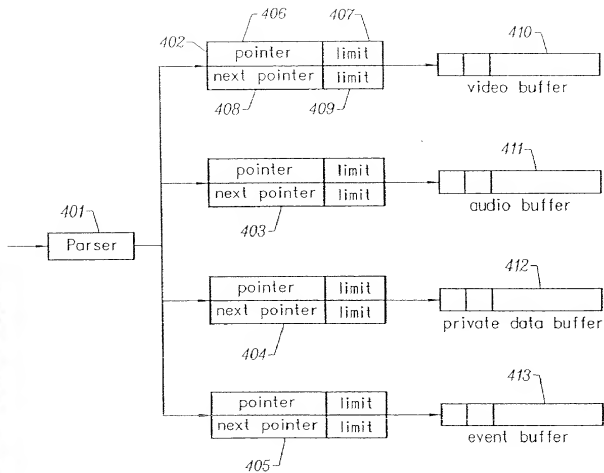 406
407
402
410
pointer limit
next pointer limit
video buffer
408
409
411
pointer limit
next pointer limit
audio buffer
401
403
Parser
412
pointer limit
next pointer limit
private data buffer
404
413
pointer limit
next pointer limit
event buffer
405